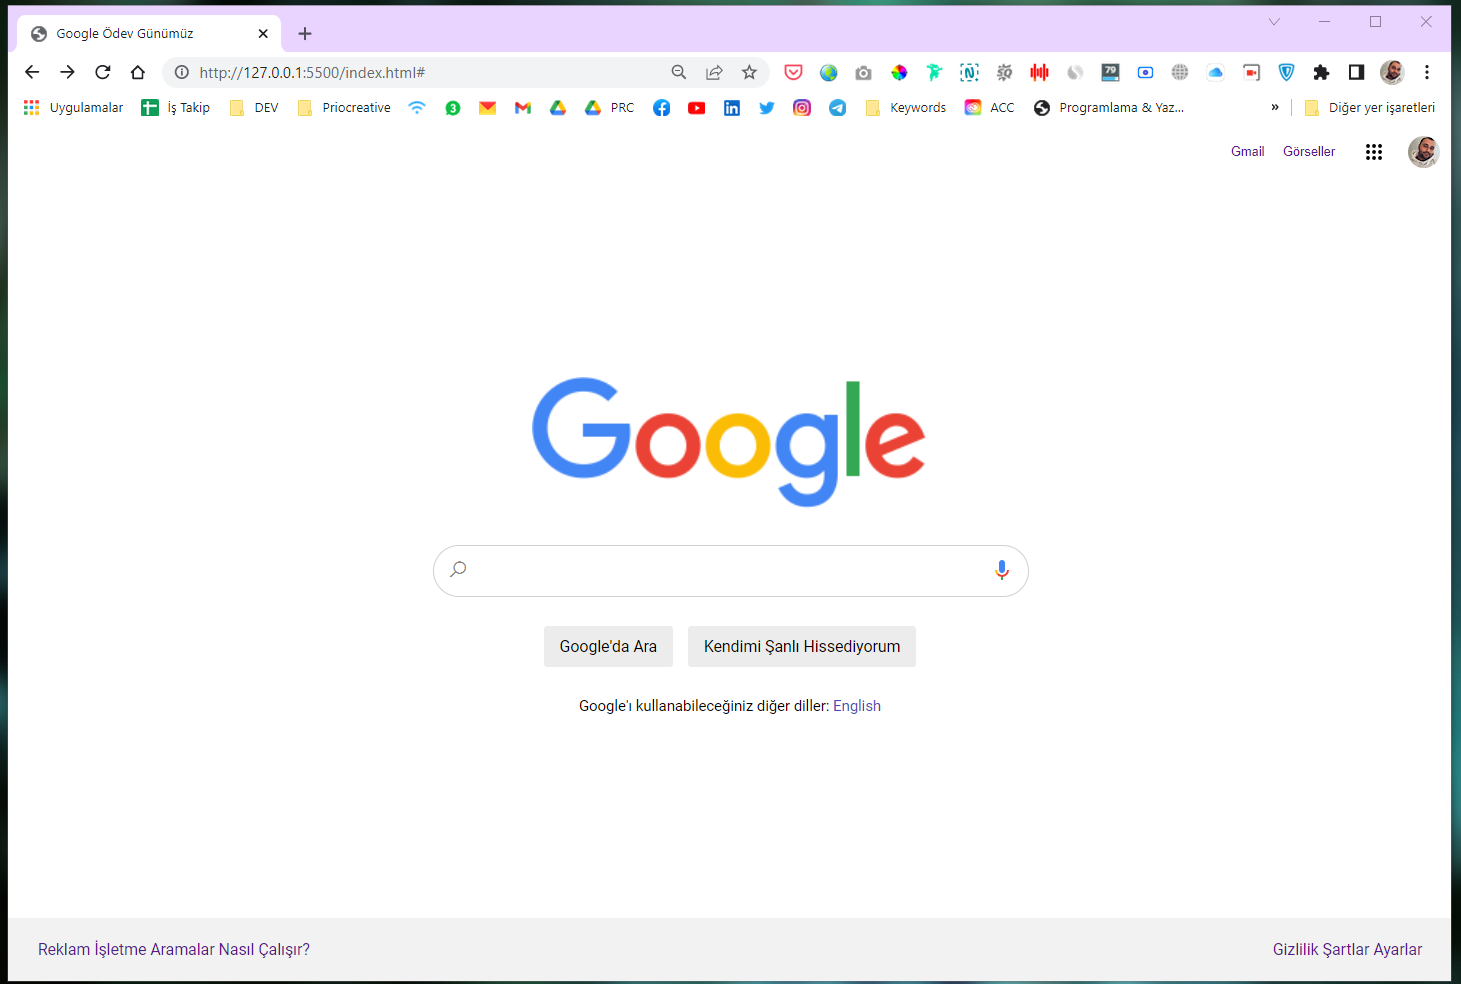 Google Ödev Günümüz
http://127.0.0.1:5500/index.html#
79
Uygulamalar İş Takip DEV Priocreative 3 PRC Keywords ACC Programlama & Yaz... » Diğer yer işaretleri
Gmail Görseller
Google
Google'da Ara Kendimi Şanlı Hissediyorum
Google'ı kullanabileceğiniz diğer diller: English
Reklam İşletme Aramalar Nasıl Çalışır? Gizlilik Şartlar Ayarlar